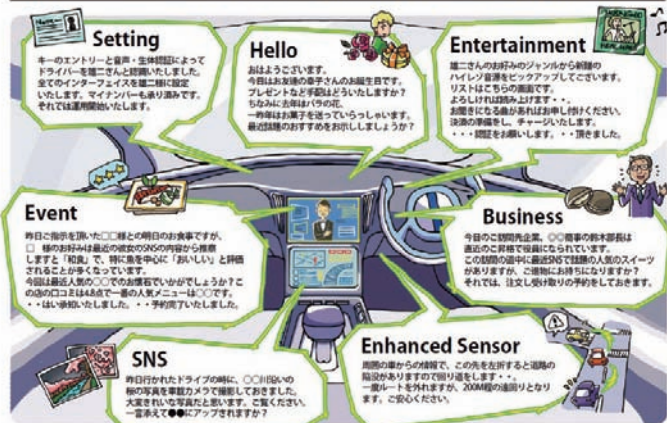 Setting
キーのエントリーと音声・生体認証によって
ドライバーを雄二さんと認識いたしました。
全てのインターフェイスを雄二様に設定
いたします。マイナンバーも承り済みです。
それでは運用開始いたします。
Hello
おはようございます。
今日はお友達の幸子さんのお誕生日です。
プレゼントなど手配はどういたしますか?
ちなみに去年はバラの花、
一昨年はお菓子を送っていらっしゃいます。
最近話題のおすすめをお示ししましょうか?
Entertainment
雄二さんのお好みのジャンルから新譜の
ハイレゾ音源をピックアップしてございます。
リストはこちらの画面です。
よろしければ読み上げます・・。
お聞きになる曲があればお申し付けください。
決済の準備をし、チャージいたします。
・・・認証をお願いします。・・頂きました。
Event
昨日ご指示を頂いた□□様との明日のお食事ですが、
□ 様のお好みは最近の彼女のSNSの内容から推察
しますと「和食」で、特に魚を中心に「おいしい」と評価
されることが多くなっています。
今回は最近人気の○○でのお懐石でいかがでしょうか?こ
の店の口コミは4.8点で一番の人気メニューは○○です。
・・はい承知いたしました。・・予約完了いたしました。
Business
今日のご訪問先企業、○○商事の鈴木部長は
直近のご昇格で役員になられています。
この訪問の道中に最近SNSで話題の人気のスイーツ
がありますが、ご進物にお持ちになりますか?
それでは、注文し受け取りの予約をしておきます。
SNS
昨日行かれたドライブの時に、○○川沿いの
桜の写真を車載カメラで撮影しておきました。
大変きれいな写真だと思います。ご覧ください。
一言添えて●●にアップされますか?
Enhanced Sensor
周囲の車からの情報で、この先を左折すると道路の
陥没がありますので回り道をします・・。
一度ルートを外れますが、200M程の遠回りとなり
ます。ご安心ください。